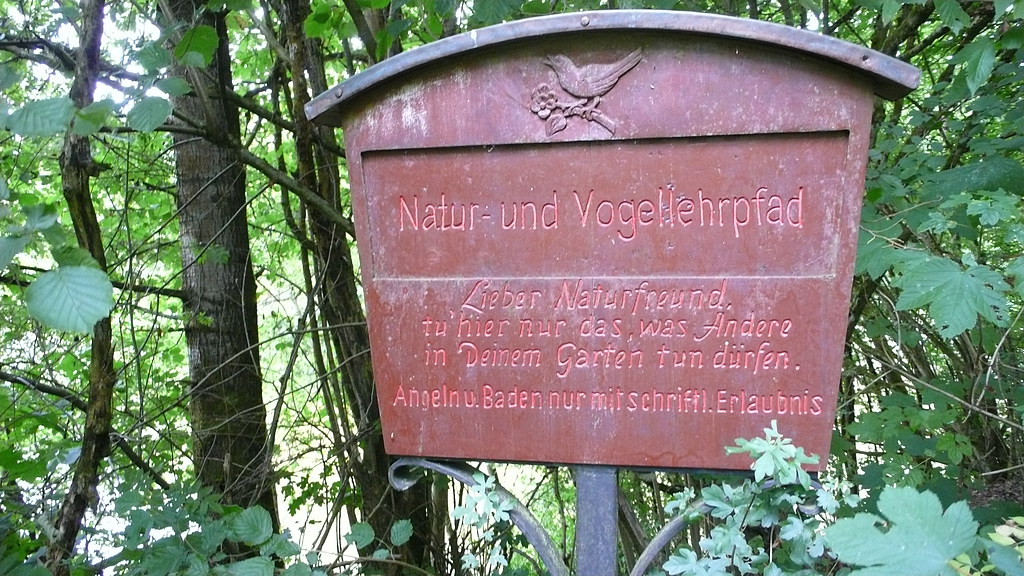 Natur- und Vogellehrpfad
Lieber Naturfreund,
tu' hier nur das, was Andere
in Deinem Garten tun dürfen.
Angeln u. Baden nur mit schriftl. Erlaubnis